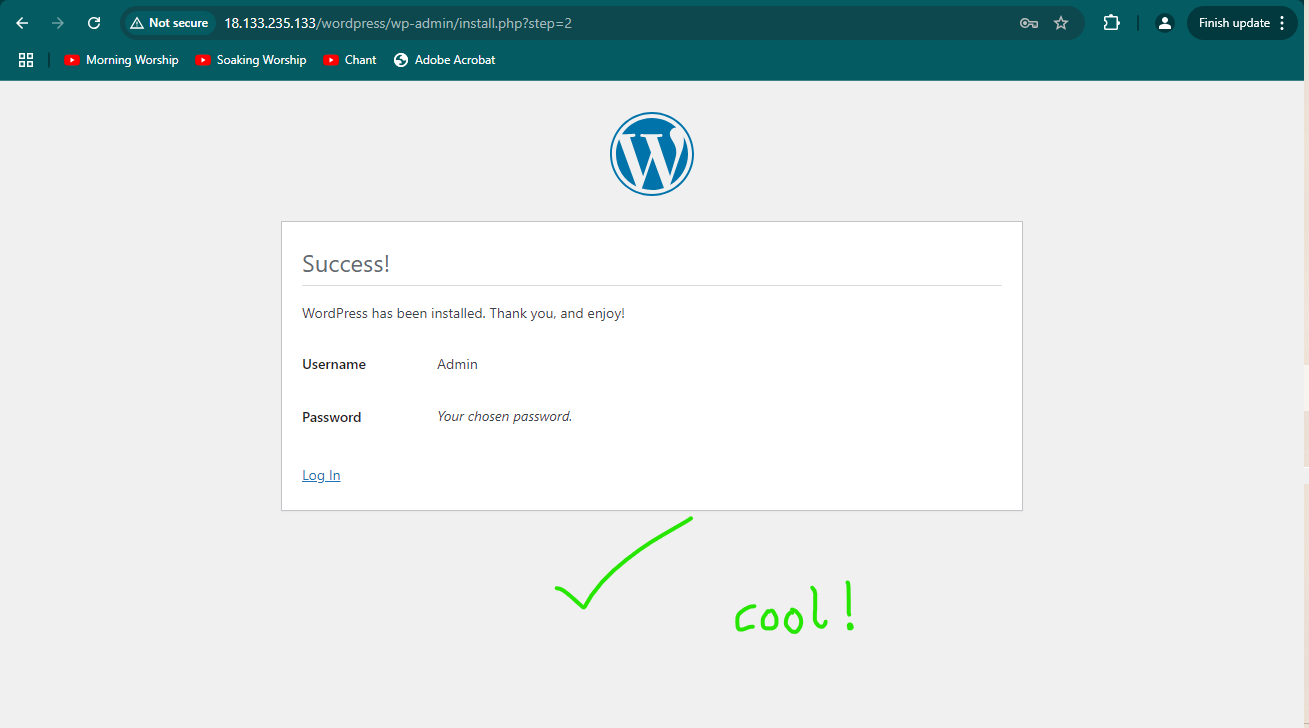 Not secure 18.133.235.133/wordpress/wp-admin/install.php?step=2 Finish update
Morning Worship Soaking Worship Chant Adobe Acrobat
W
Success!
WordPress has been installed. Thank you, and enjoy!
Username Admin
Password Your chosen password.
Log In
cool!